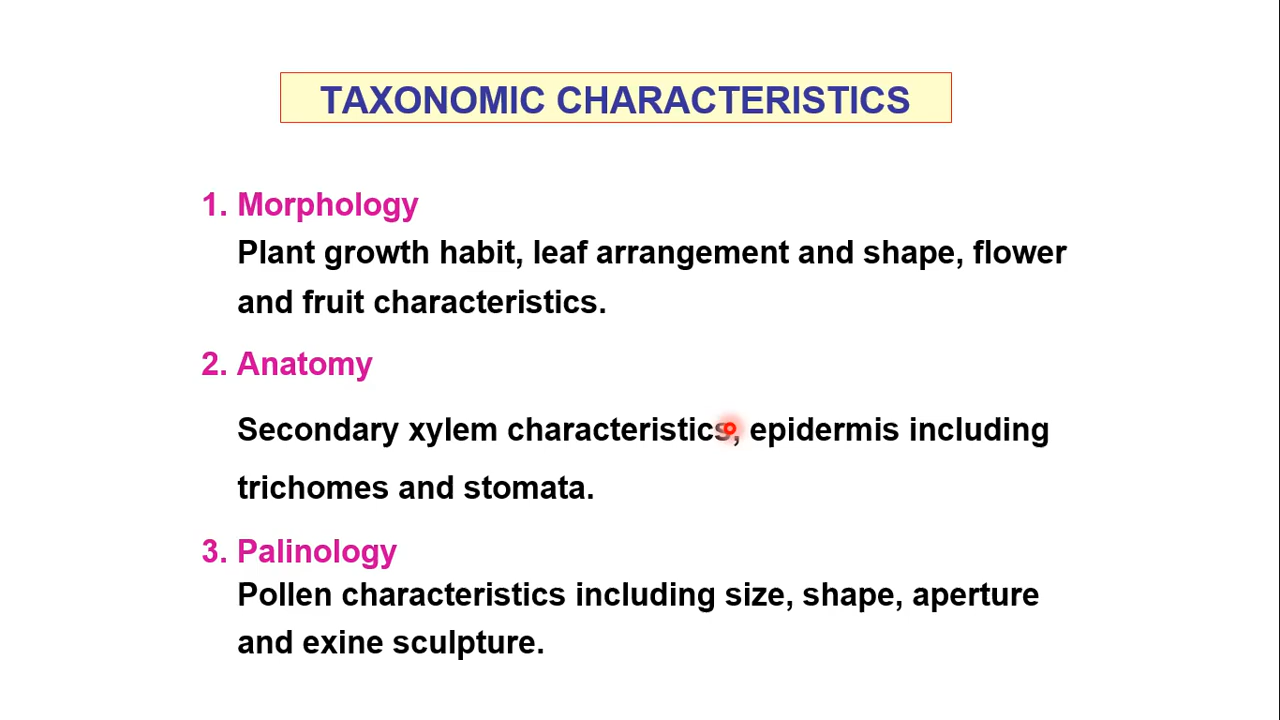 TAXONOMIC CHARACTERISTICS
1. Morphology
Plant growth habit, leaf arrangement and shape, flower
and fruit characteristics.
2. Anatomy
Secondary xylem characteristics, epidermis including
trichomes and stomata.
3. Palinology
Pollen characteristics including size, shape, aperture
and exine sculpture.